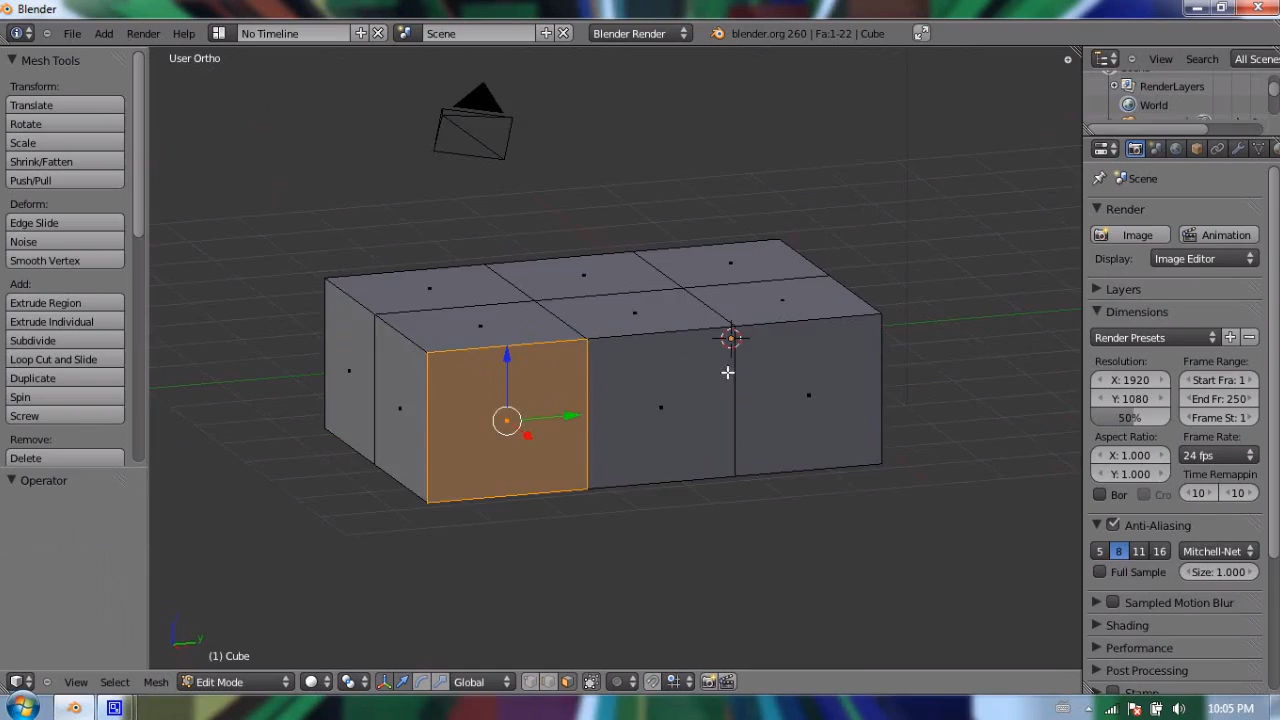 Blender
File Add Render Help No Timeline Scene Blender Render blender.org 260 | Fa:1-22 | Cube
Mesh Tools
Transform:
Translate
Rotate
Scale
Shrink/Fatten
Push/Pull
Deform:
Edge Slide
Noise
Smooth Vertex
Add:
Extrude Region
Extrude Individual
Subdivide
Loop Cut and Slide
Duplicate
Spin
Screw
Remove:
Delete
Operator
User Ortho
z
y
(1) Cube
View Select Mesh Edit Mode Global
View Search All Scenes
RenderLayers
World
Scene
Render
Image Animation
Display: Image Editor
Layers
Dimensions
Render Presets
Resolution: Frame Range:
X: 1920 Start Fra: 1
Y: 1080 End Fr: 250
50% Frame St: 1
Aspect Ratio: Frame Rate:
X: 1.000 24 fps
Y: 1.000 Time Remappin
Bor Cro 10 10
Anti-Aliasing
5 8 11 16 Mitchell-Net
Full Sample Size: 1.000
Sampled Motion Blur
Shading
Performance
Post Processing
Stamp
10:05 PM